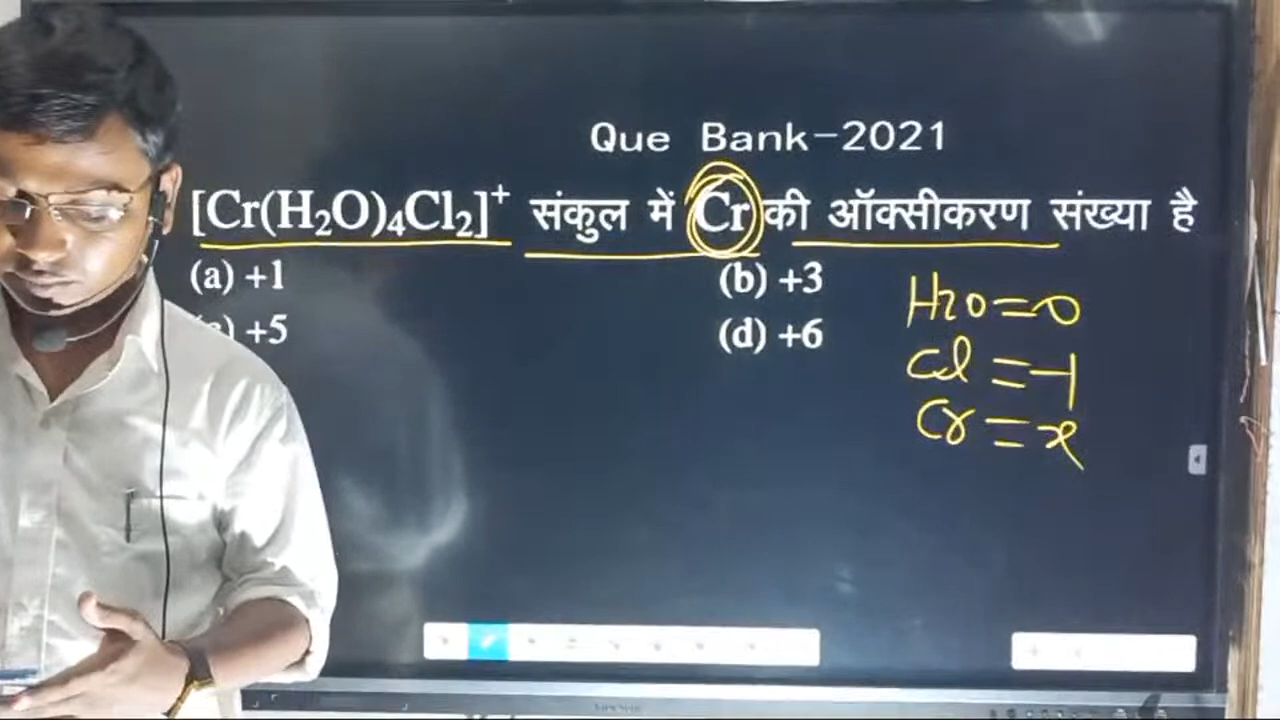 Que Bank-2021
[Cr(H₂O)₄Cl₂]⁺ संकुल में Cr की ऑक्सीकरण संख्या है
(a) +1 (b) +3
) +5 (d) +6
H₂O=0
Cl=-1
Cr=x